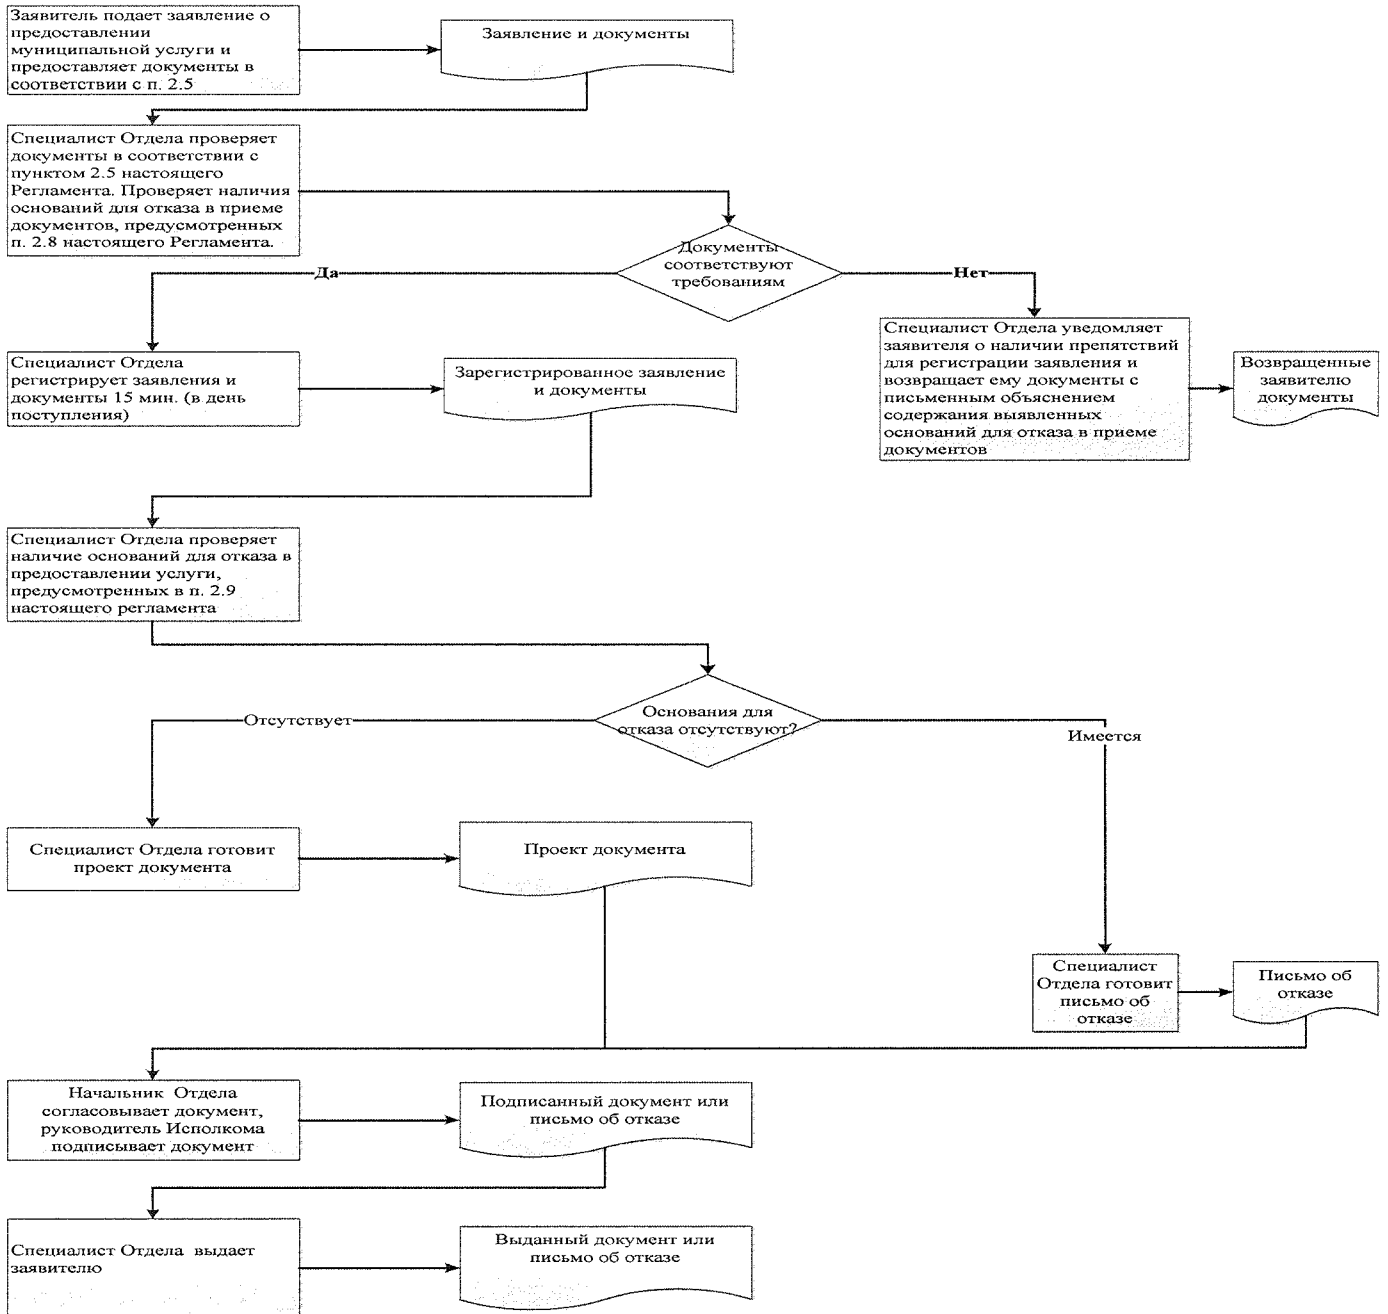 Заявитель подает заявление о
предоставлении
муниципальной услуги и
предоставляет документы в
соответствии с п. 2.5
Заявление и документы
Специалист Отдела проверяет
документы в соответствии с
пунктом 2.5 настоящего
Регламента. Проверяет наличия
оснований для отказа в приеме
документов, предусмотренных
п. 2.8 настоящего Регламента.
Документы
соответствуют
требованиям
Да
Нет
Специалист Отдела
регистрирует заявления и
документы 15 мин. (в день
поступления)
Зарегистрированное заявление
и документы
Специалист Отдела уведомляет
заявителя о наличии препятствий
для регистрации заявления и
возвращает ему документы с
письменным объяснением
содержания выявленных
оснований для отказа в приеме
документов
Возвращенные
заявителю
документы
Специалист Отдела проверяет
наличие оснований для отказа в
предоставлении услуги,
предусмотренных в п. 2.9
настоящего регламента
Основания для
отказа отсутствуют?
Отсутствует
Имеется
Специалист Отдела готовит
проект документа
Проект документа
Специалист
Отдела готовит
письмо об
отказе
Письмо об
отказе
Начальник Отдела
согласовывает документ,
руководитель Исполкома
подписывает документ
Подписанный документ или
письмо об отказе
Специалист Отдела выдает
заявителю
Выданный документ или
письмо об отказе